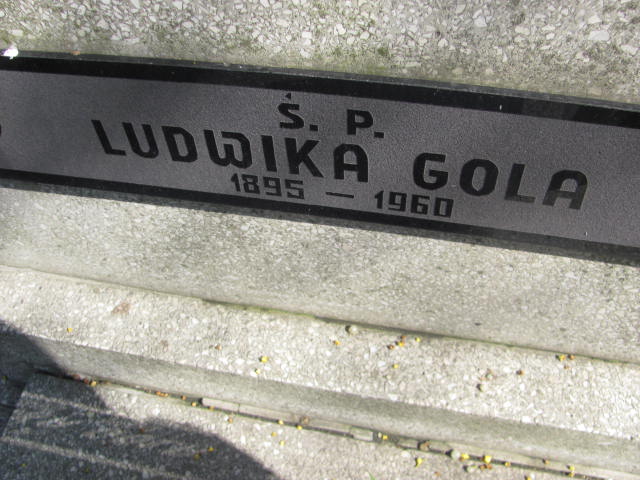 Ś. P.
LUDWIKA GOLA
1895 – 1960